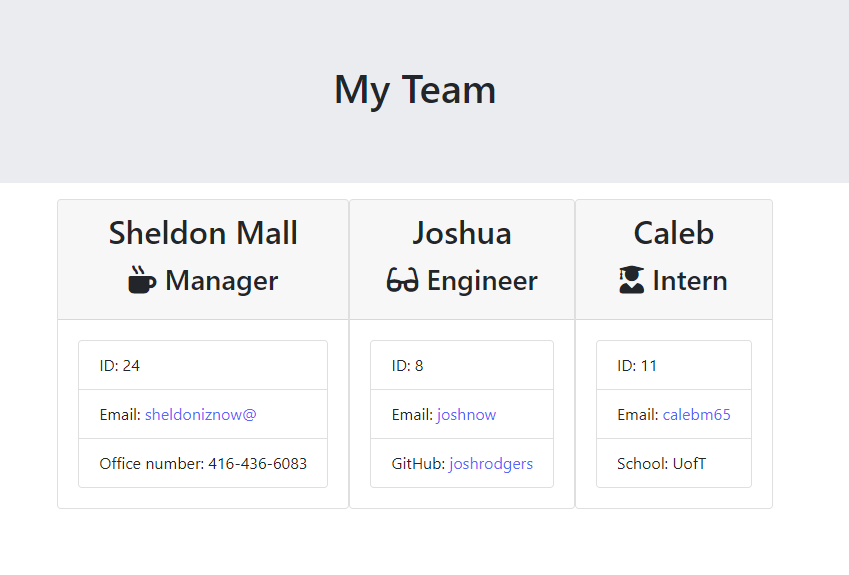 My Team
Sheldon Mall
Manager
ID: 24
Email: sheldoniznow@
Office number: 416-436-6083
Joshua
Engineer
ID: 8
Email: joshnow
GitHub: joshrodgers
Caleb
Intern
ID: 11
Email: calebm65
School: UofT